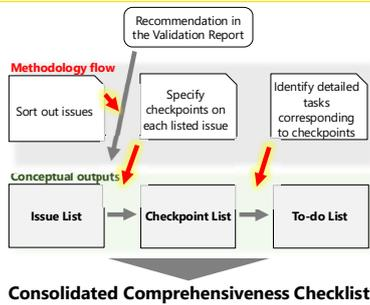 Recommendation in
the Validation Report
Methodology flow
Sort out issues
Specify
checkpoints on
each listed issue
Identify detailed
tasks
corresponding
to checkpoints
Conceptual outputs
Issue List
Checkpoint List
To-do List
Consolidated Comprehensiveness Checklist